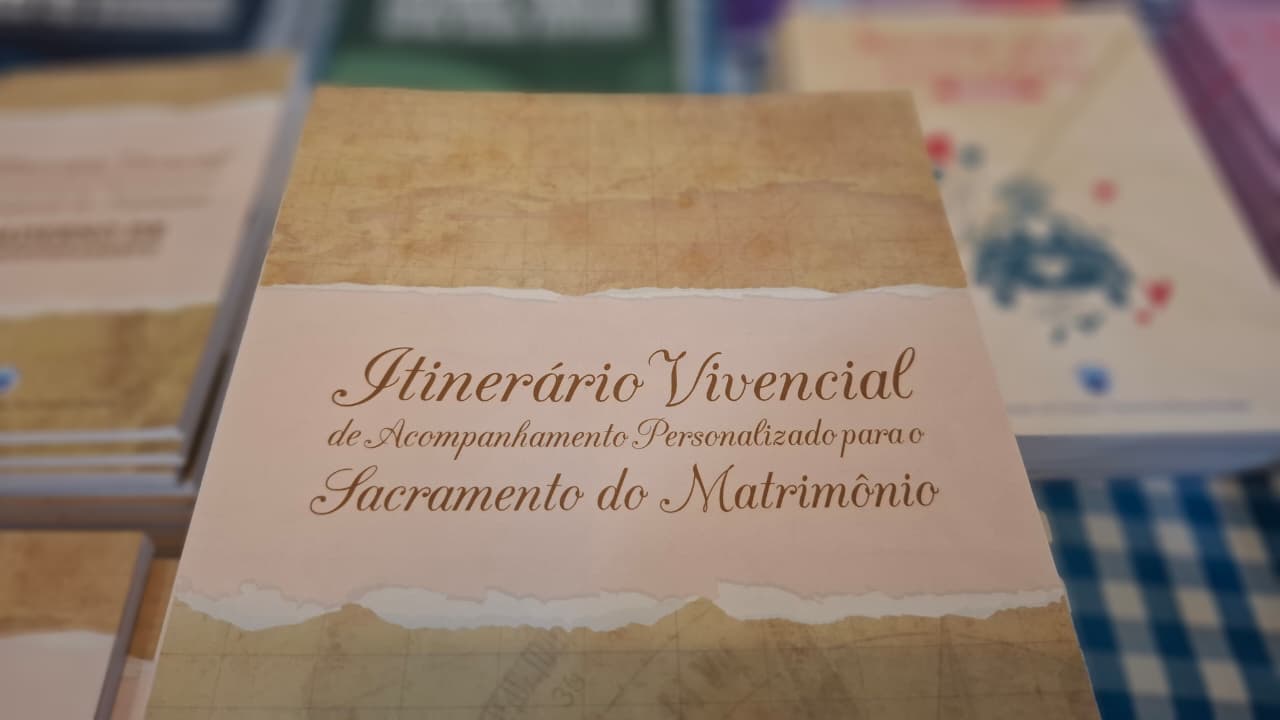 Itinerário Vivencial
de Acompanhamento Personalizado para o
Sacramento do Matrimônio